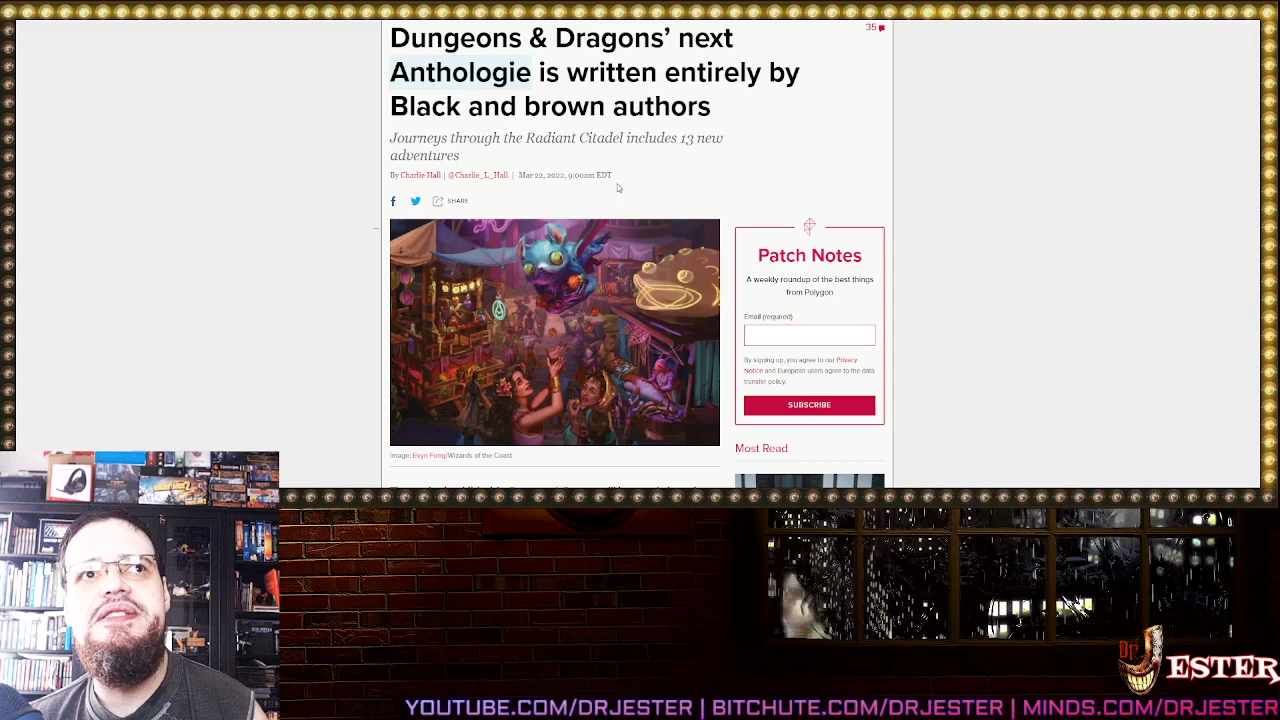 Dungeons & Dragons’ next
Anthologie is written entirely by
Black and brown authors
35
Journeys through the Radiant Citadel includes 13 new
adventures
By Charlie Hall | @Charlie_L_Hall | Mar 22, 2022, 9:00am EDT
SHARE
Patch Notes
A weekly roundup of the best things
from Polygon
Email (required)
By signing up, you agree to our Privacy
Notice and European users agree to the data
transfer policy.
SUBSCRIBE
Image: Evyn Fong/Wizards of the Coast
Most Read
Dr.
JESTER
YOUTUBE.COM/DRJESTER | BITCHUTE.COM/DRJESTER | MINDS.COM/DRJESTER